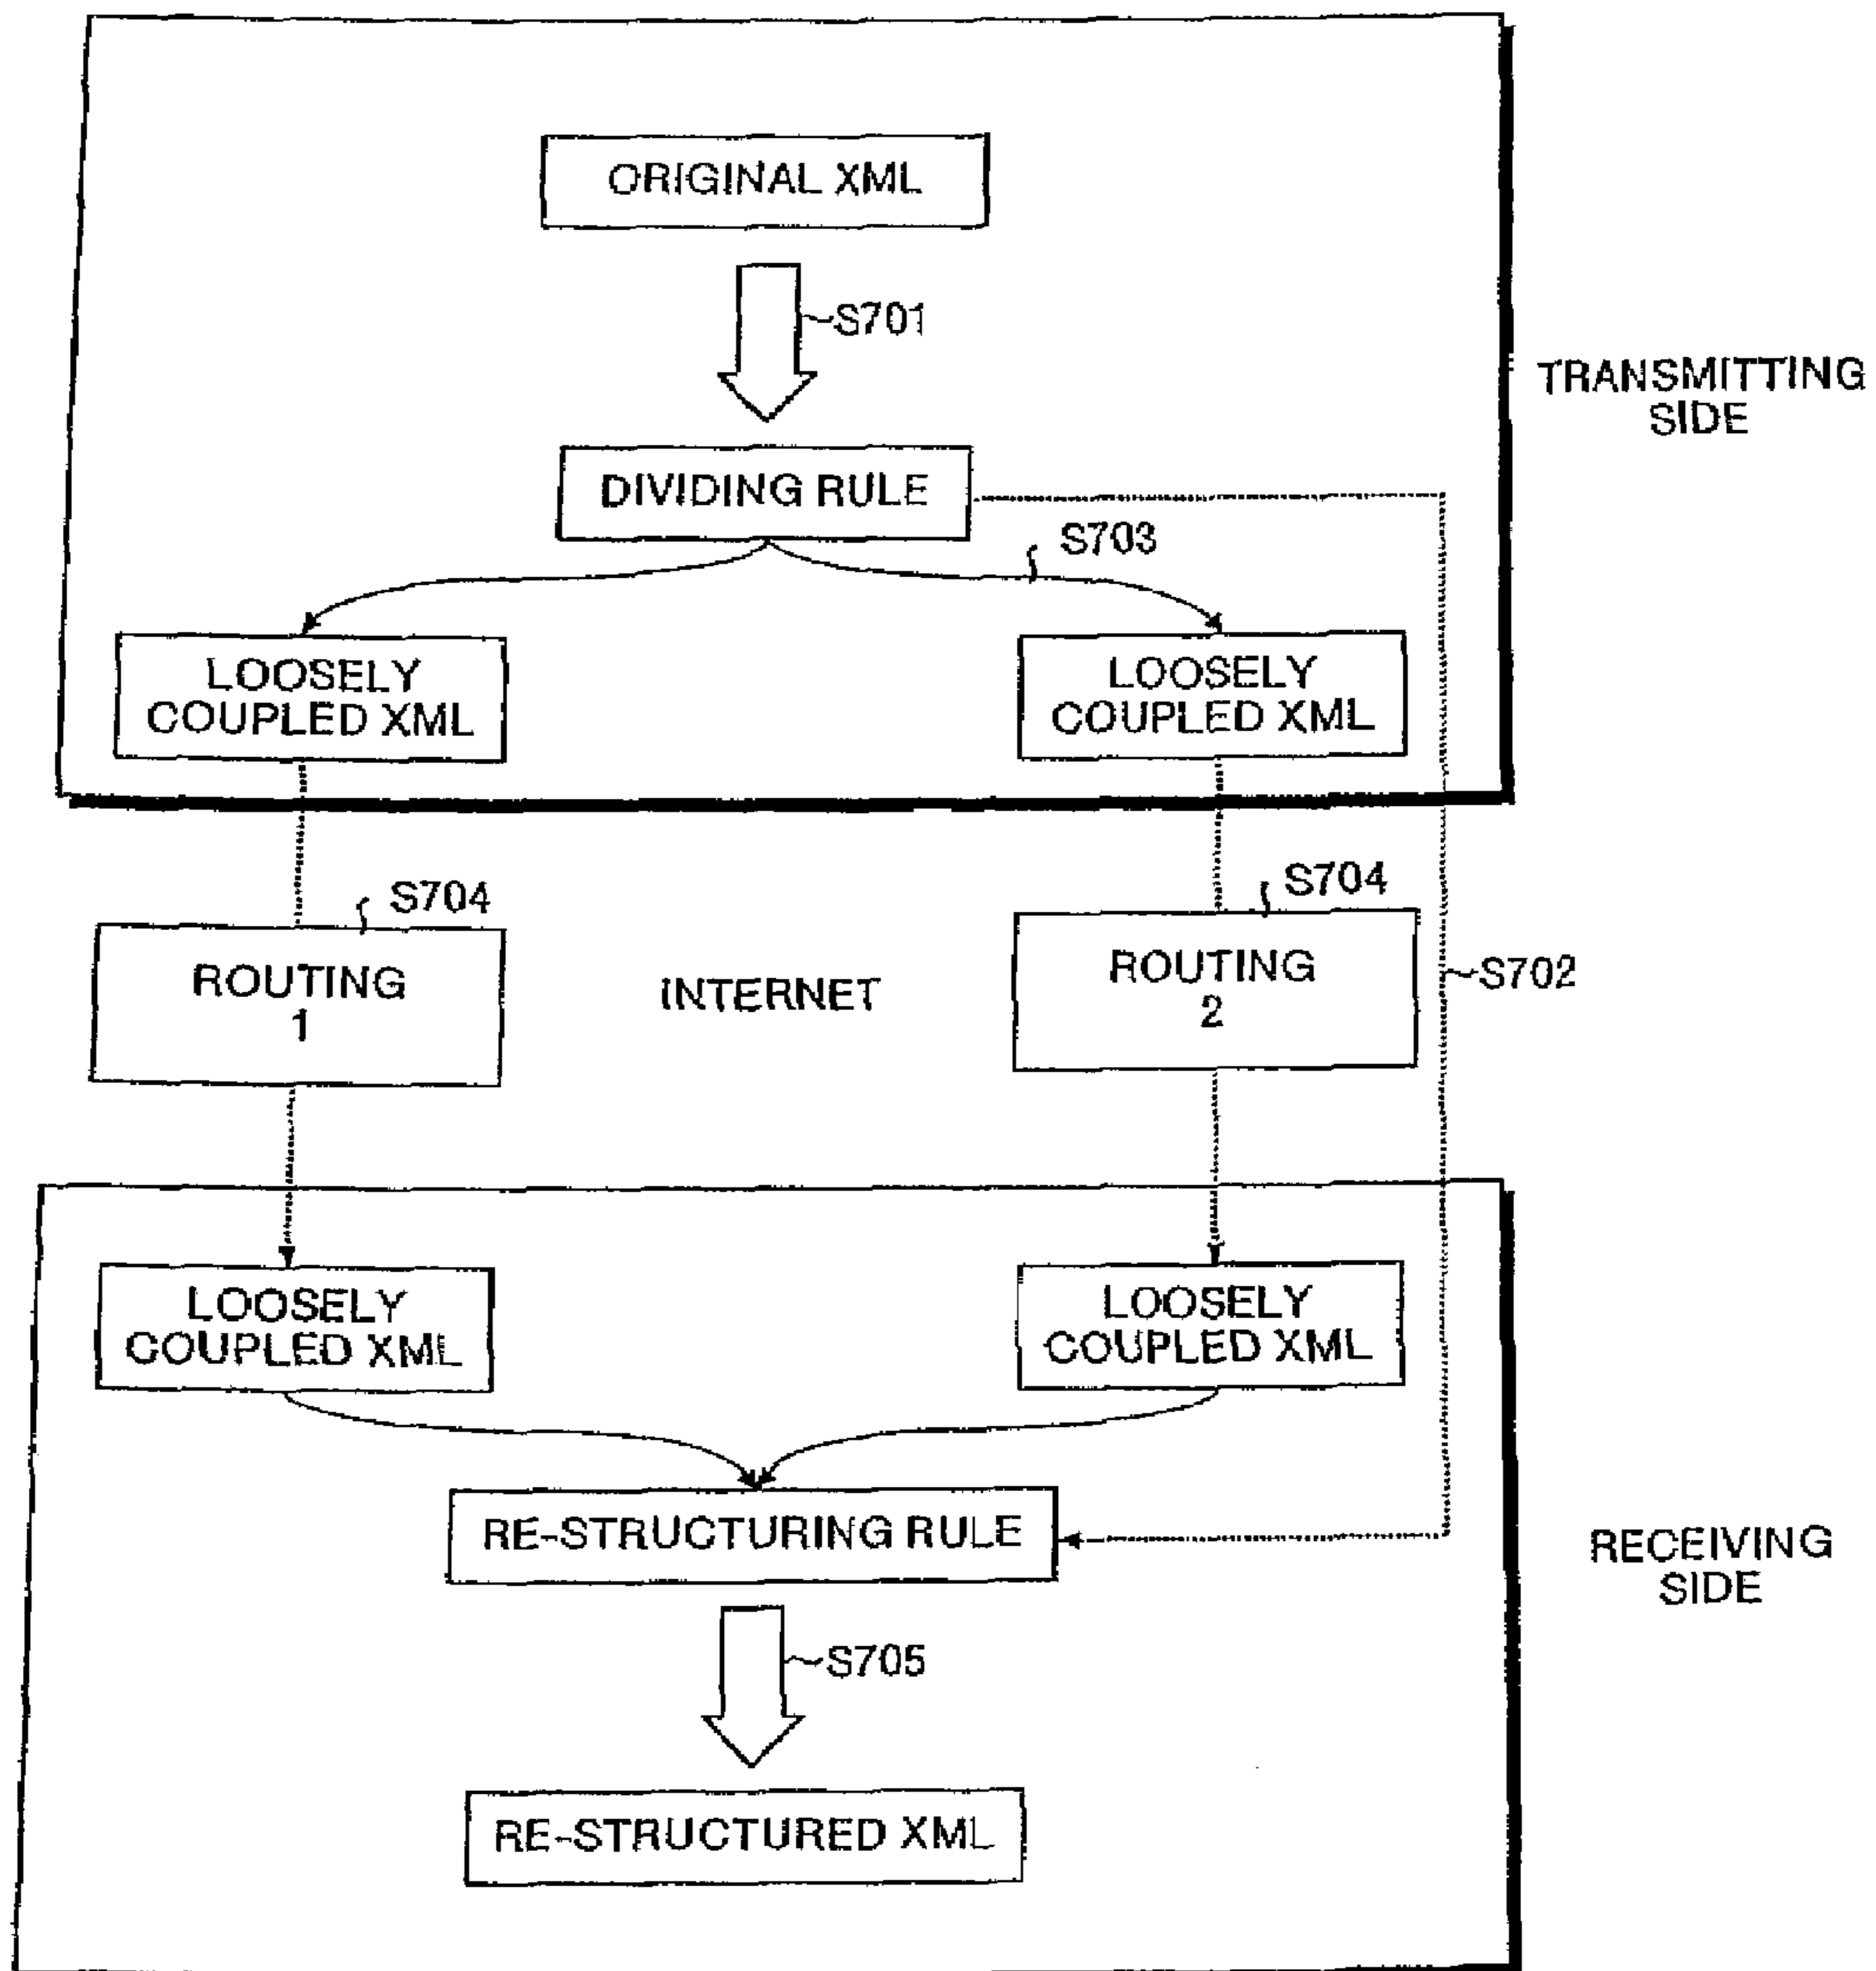 ORIGINAL XML
S701
TRANSMITTING
SIDE
DIVIDING RULE
S703
LOOSELY
COUPLED XML
LOOSELY
COUPLED XML
S704
S704
ROUTING
1
INTERNET
ROUTING
2
S702
LOOSELY
COUPLED XML
LOOSELY
COUPLED XML
RE-STRUCTURING RULE
RECEIVING
SIDE
S705
RE-STRUCTURED XML